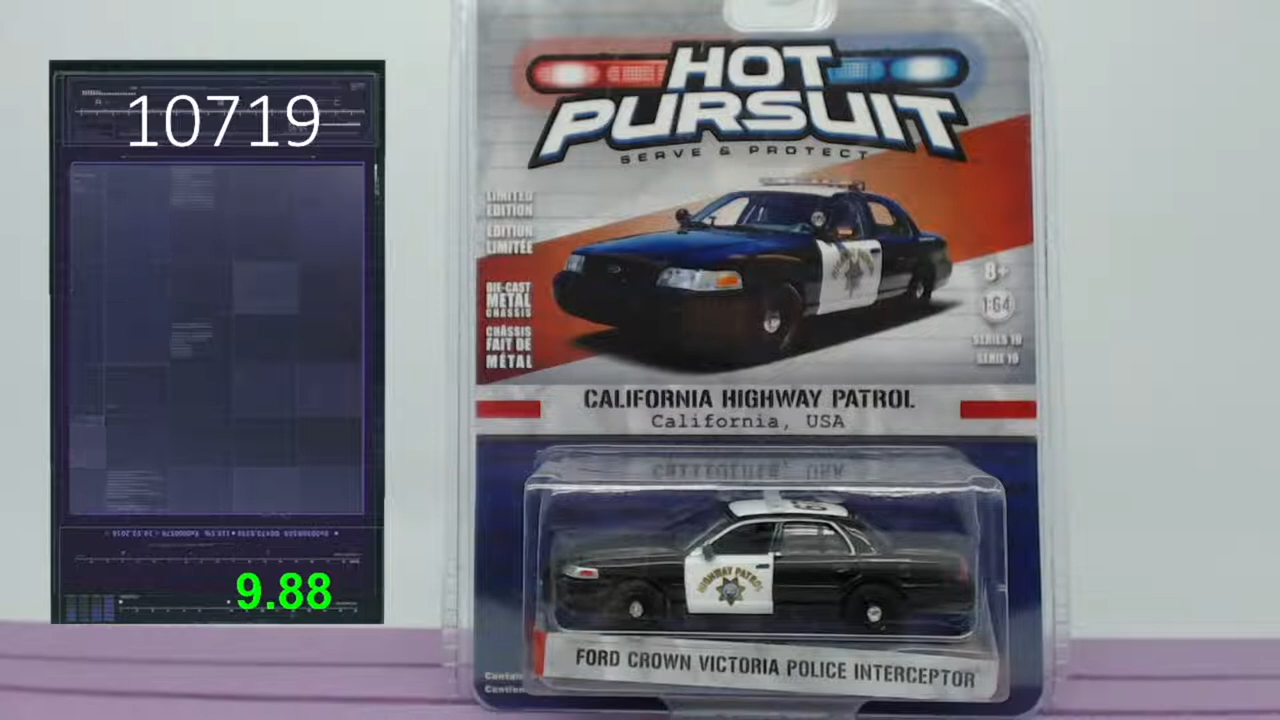 10719
9.88
HOT
PURSUIT
SERVE & PROTECT
LIMITED
EDITION
ÉDITION
LIMITÉE
DIE-CAST
METAL
CHASSIS
CHÂSSIS
FAIT DE
MÉTAL
8+
1:64
SERIES 19
SÉRIE 19
CALIFORNIA HIGHWAY PATROL
California, USA
HIGHWAY PATROL
FORD CROWN VICTORIA POLICE INTERCEPTOR